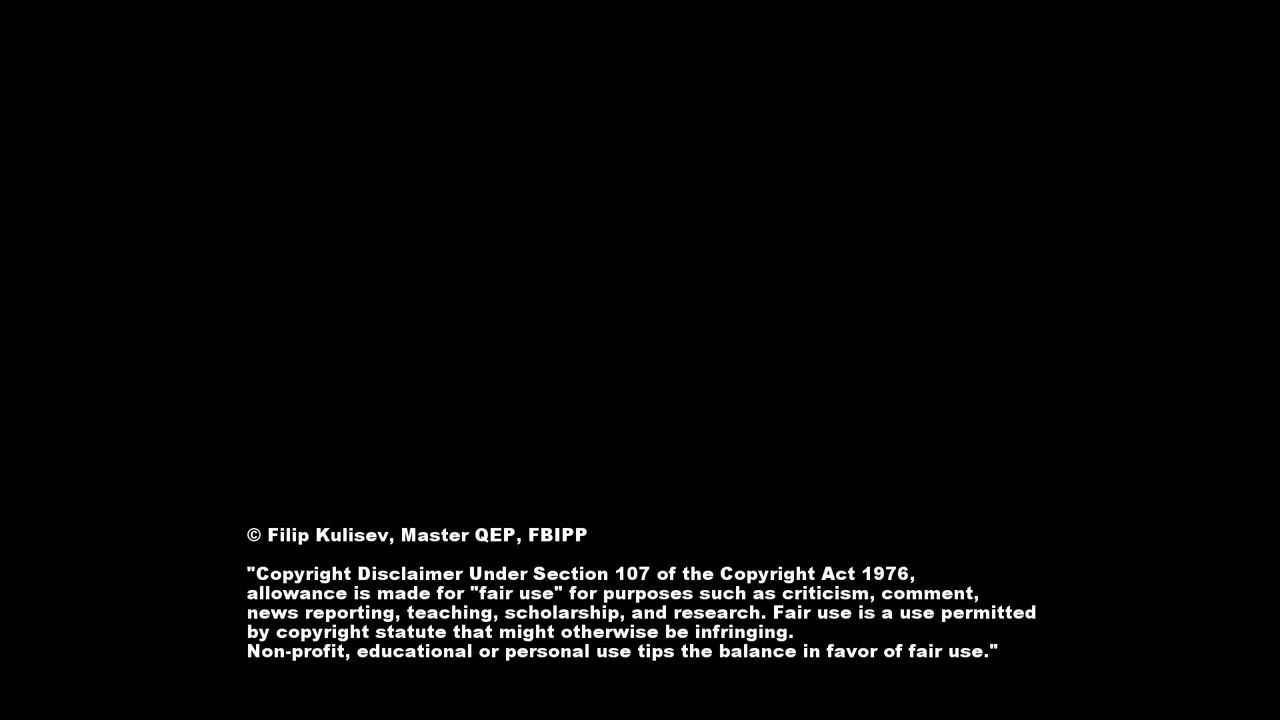 © Filip Kulisev, Master QEP, FBIPP
"Copyright Disclaimer Under Section 107 of the Copyright Act 1976,
allowance is made for "fair use" for purposes such as criticism, comment,
news reporting, teaching, scholarship, and research. Fair use is a use permitted
by copyright statute that might otherwise be infringing.
Non-profit, educational or personal use tips the balance in favor of fair use."